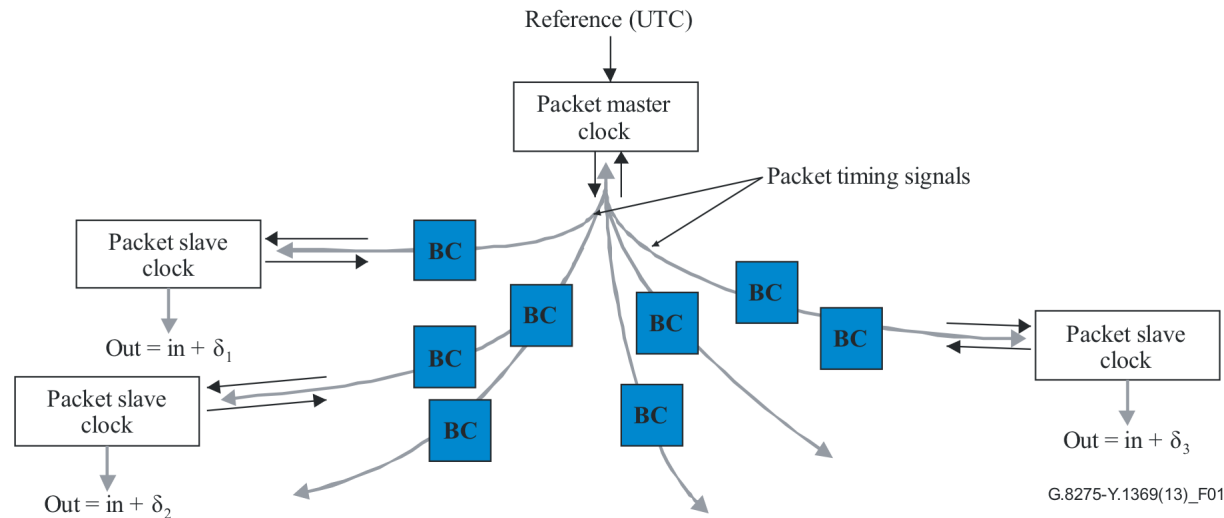 Reference (UTC)
Packet master
clock
Packet timing signals
Packet slave
clock
BC
BC
BC
BC
BC
Packet slave
clock
Out = in + δ1
BC
Packet slave
clock
BC
BC
Out = in + δ3
Out = in + δ2
G.8275-Y.1369(13)_F01